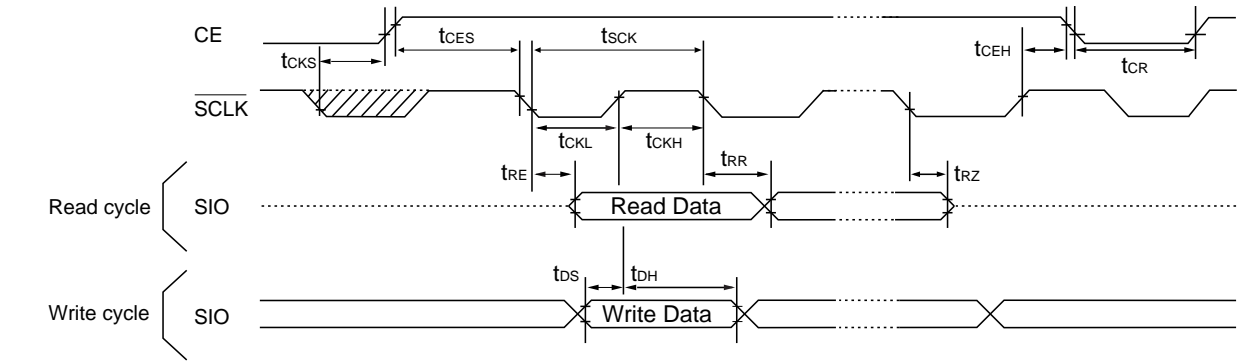 CE
tCES
tSCK
tCEH
tCKS
tCR
SCLK
tCKL
tCKH
tRR
tRE
tRZ
Read cycle
SIO
Read Data
tDS
tDH
Write cycle
SIO
Write Data